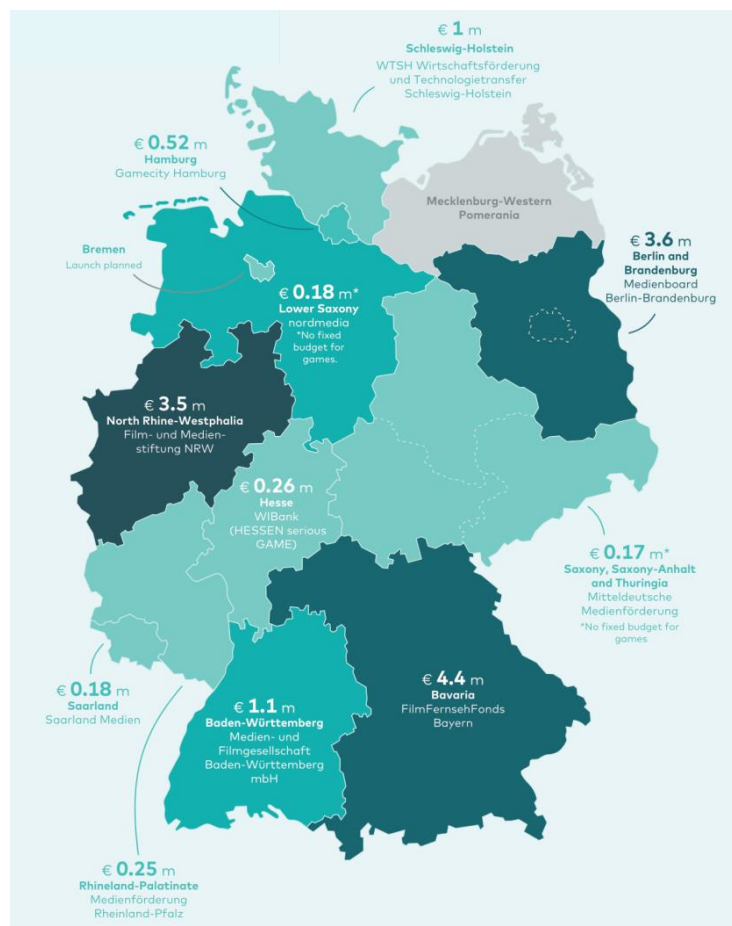 € 1 m
Schleswig-Holstein
WTSH Wirtschaftsförderung
und Technologietransfer
Schleswig-Holstein
€ 0.52 m
Hamburg
Gamecity Hamburg
Mecklenburg-Western
Pomerania
Bremen
Launch planned
€ 3.6 m
Berlin and
Brandenburg
Medienboard
Berlin-Brandenburg
€ 0.18 m*
Lower Saxony
nordmedia
*No fixed
budget for
games.
€ 3.5 m
North Rhine-Westphalia
Film- und Medien-
stiftung NRW
€ 0.26 m
Hesse
WIBank
(HESSEN serious
GAME)
€ 0.17 m*
Saxony, Saxony-Anhalt
and Thuringia
Mitteldeutsche
Medienförderung
*No fixed budget for
games
€ 0.18 m
Saarland
Saarland Medien
€ 1.1 m
Baden-Württemberg
Medien- und
Filmgesellschaft
Baden-Württemberg
mbH
€ 4.4 m
Bavaria
FilmFernsehFonds
Bayern
€ 0.25 m
Rhineland-Palatinate
Medienförderung
Rheinland-Pfalz